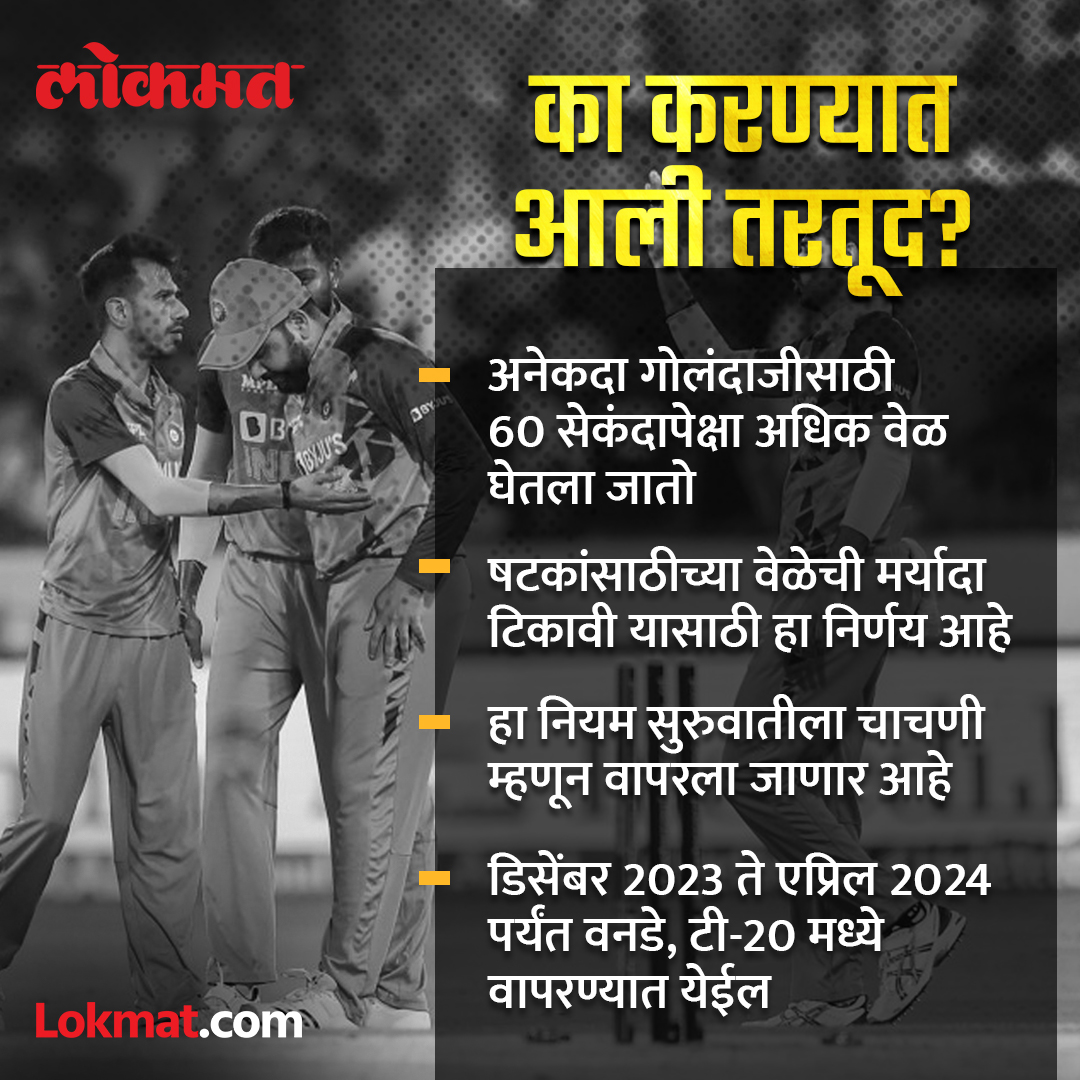 लोकमत
का करण्यात
आली तरतूद?
अनेकदा गोलंदाजीसाठी
60 सेकंदापेक्षा अधिक वेळ
घेतला जातो
षटकांसाठीच्या वेळेची मर्यादा
टिकावी यासाठी हा निर्णय आहे
हा नियम सुरुवातीला चाचणी
म्हणून वापरला जाणार आहे
डिसेंबर 2023 ते एप्रिल 2024
पर्यंत वनडे, टी-20 मध्ये
वापरण्यात येईल
BYJU'S
Lokmat.com